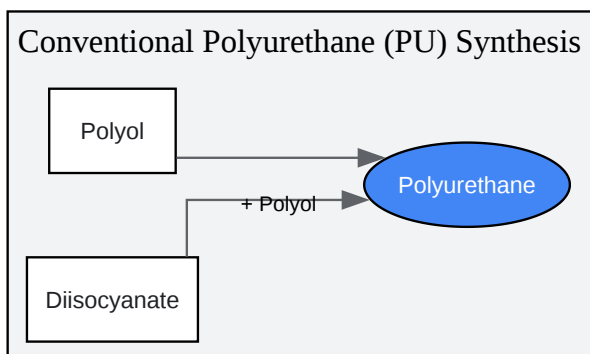 Conventional Polyurethane (PU) Synthesis
Polyol
Polyurethane
+ Polyol
Diisocyanate